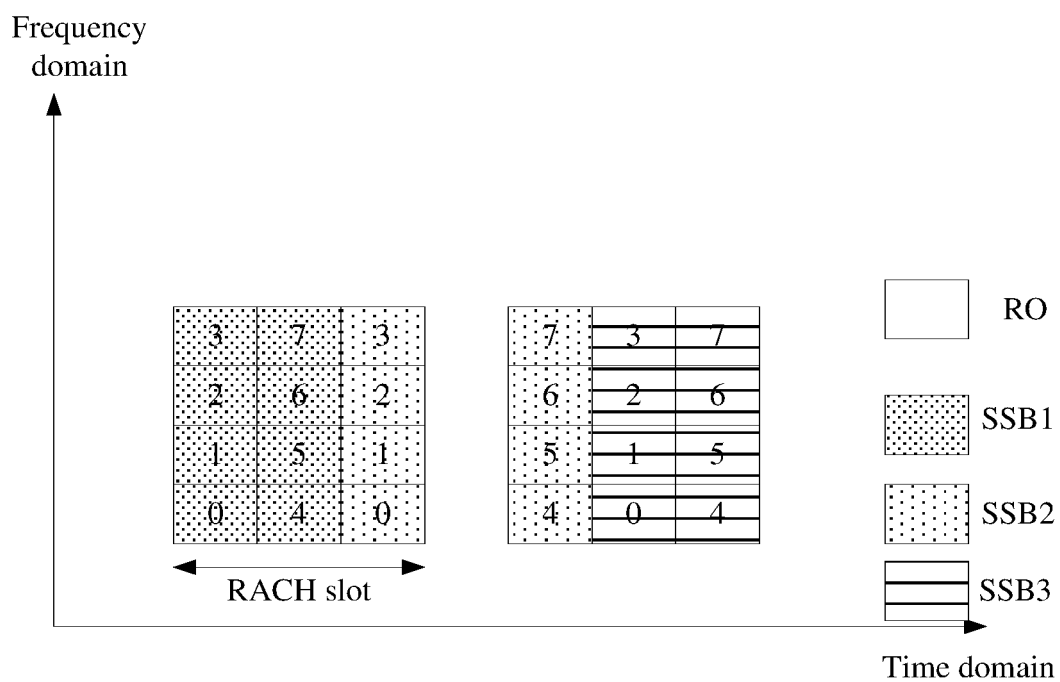 Frequency
domain
3 7 3 7 3 7 RO
2 6 2 6 2 6 SSB1
1 5 1 5 1 5
0 4 0 4 0 4 SSB2
RACH slot SSB3
Time domain